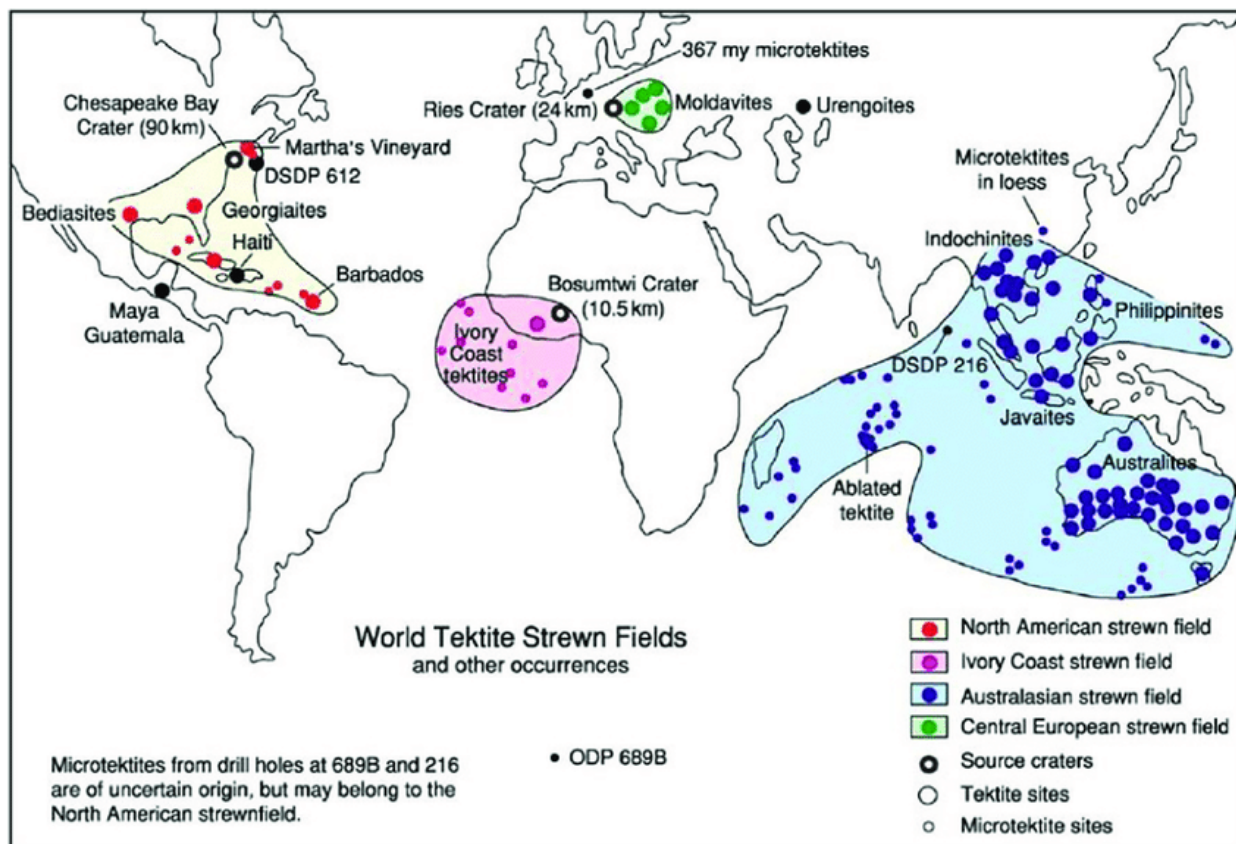 367 my microtektites
Chesapeake Bay
Crater (90 km)
Ries Crater (24 km)
Moldavites
Urengoites
Martha's Vineyard
DSDP 612
Microtektites
in loess
Bediasites
Georgiaites
Haiti
Indochinites
Barbados
Bosumtwi Crater
(10.5 km)
Maya
Guatemala
Philippinites
Ivory
Coast
tektites
DSDP 216
Javaites
Australites
Ablated
tektite
World Tektite Strewn Fields
and other occurrences
North American strewn field
Ivory Coast strewn field
Australasian strewn field
Central European strewn field
Source craters
Tektite sites
Microtektite sites
ODP 689B
Microtektites from drill holes at 689B and 216
are of uncertain origin, but may belong to the
North American strewnfield.